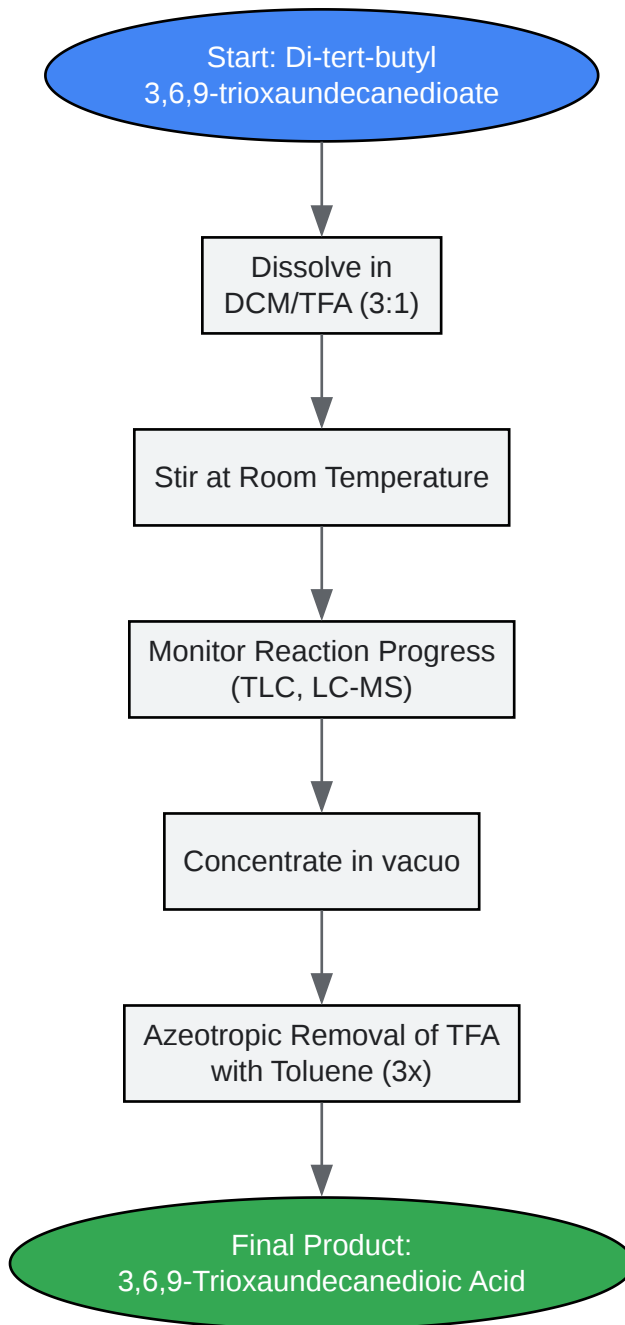 Start: Di-tert-butyl
3,6,9-trioxaundecanedioate
Dissolve in
DCM/TFA (3:1)
Stir at Room Temperature
Monitor Reaction Progress
(TLC, LC-MS)
Concentrate in vacuo
Azeotropic Removal of TFA
with Toluene (3x)
Final Product:
3,6,9-Trioxaundecanedioic Acid